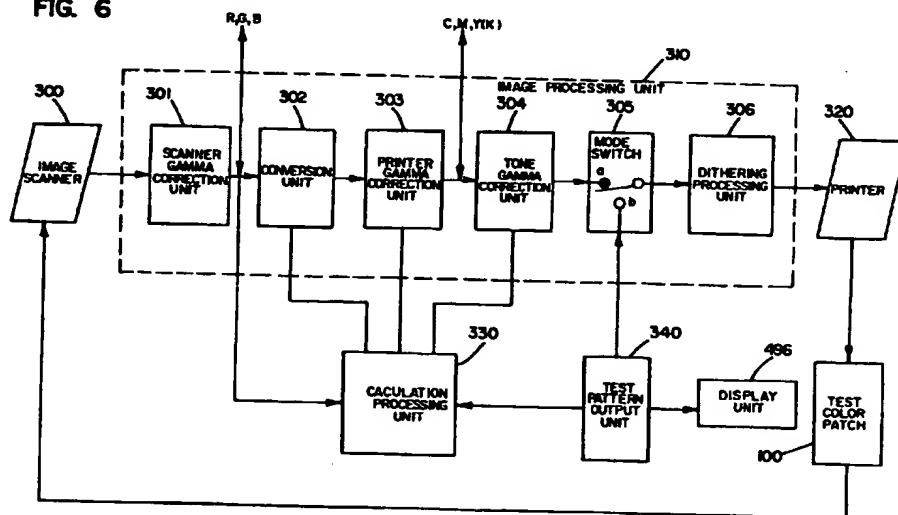 FIG. 6
R,G,B
C,M,Y(K)
310
IMAGE PROCESSING UNIT
300
301
302
303
304
305
306
320
IMAGE SCANNER
SCANNER GAMMA CORRECTION UNIT
CONVERSION UNIT
PRINTER GAMMA CORRECTION UNIT
TONE GAMMA CORRECTION UNIT
MODE SWITCH
a
b
DITHERING PROCESSING UNIT
PRINTER
330
CACULATION PROCESSING UNIT
340
TEST PATTERN OUTPUT UNIT
496
DISPLAY UNIT
TEST COLOR PATCH
100